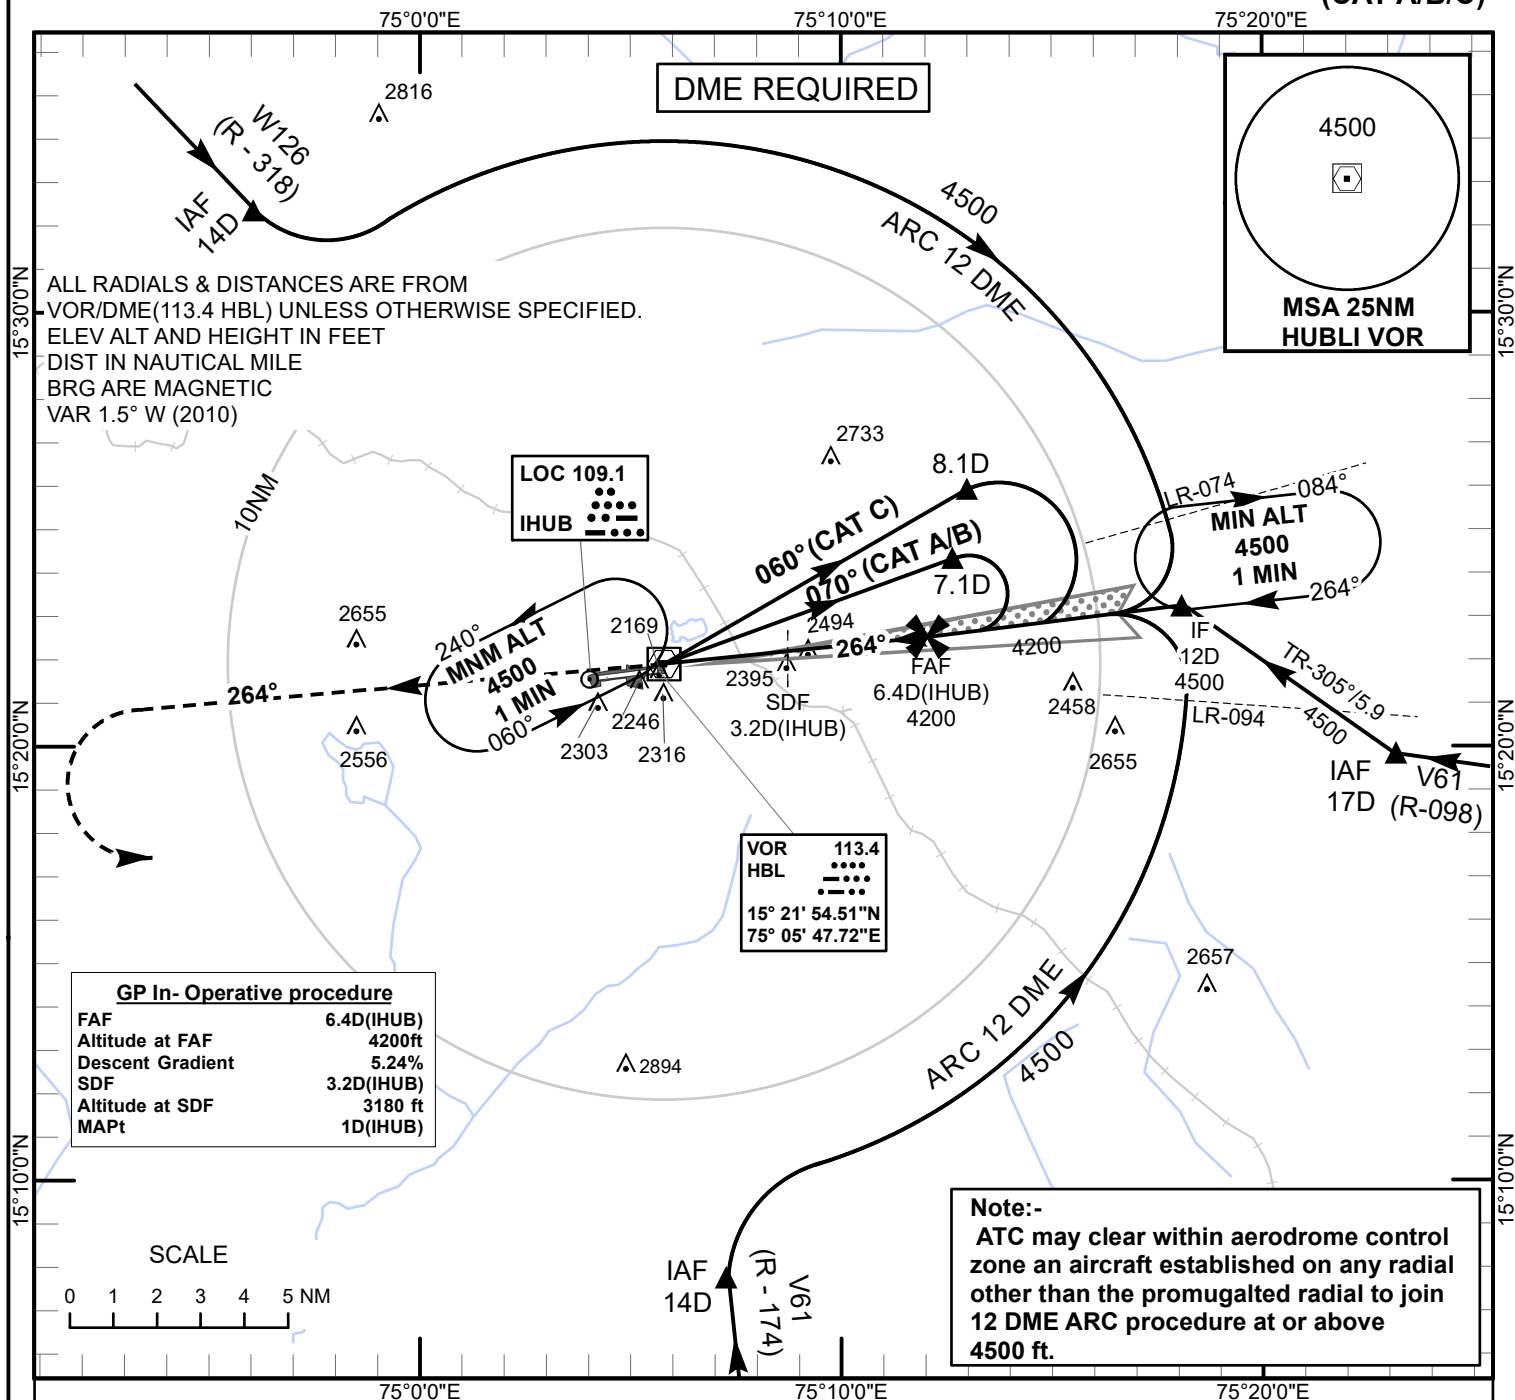 (CAT A/B/C)
75°0'0"E
75°10'0"E
75°20'0"E
DME REQUIRED
2816
W126
(R - 318)
IAF
14D
4500
ARC 12 DME
4500
MSA 25NM
HUBLI VOR
15°30'0"N
15°30'0"N
ALL RADIALS & DISTANCES ARE FROM
VOR/DME(113.4 HBL) UNLESS OTHERWISE SPECIFIED.
ELEV ALT AND HEIGHT IN FEET
DIST IN NAUTICAL MILE
BRG ARE MAGNETIC
VAR 1.5° W (2010)
10NM
2733
LOC 109.1
IHUB
8.1D
060° (CAT C)
070° (CAT A/B)
7.1D
LR-074
084°
MIN ALT
4500
1 MIN
264°
2655
240°
MNM ALT
4500
1 MIN
060°
2169
2494
264°
264°
2395
SDF
3.2D(IHUB)
FAF
6.4D(IHUB)
4200
4200
IF
12D
4500
TR-305°/5.9
4500
2458
LR-094
2655
2556
2303
2246
2316
IAF
17D
V61
(R-098)
15°20'0"N
15°20'0"N
VOR 113.4
HBL
15° 21' 54.51"N
75° 05' 47.72"E
2657
GP In- Operative procedure
FAF 6.4D(IHUB)
Altitude at FAF 4200ft
Descent Gradient 5.24%
SDF 3.2D(IHUB)
Altitude at SDF 3180 ft
MAPt 1D(IHUB)
2894
ARC 12 DME
4500
15°10'0"N
15°10'0"N
SCALE
0 1 2 3 4 5 NM
IAF
14D
V61
(R - 174)
Note:-
ATC may clear within aerodrome control
zone an aircraft established on any radial
other than the promugalted radial to join
12 DME ARC procedure at or above
4500 ft.
75°0'0"E
75°10'0"E
75°20'0"E